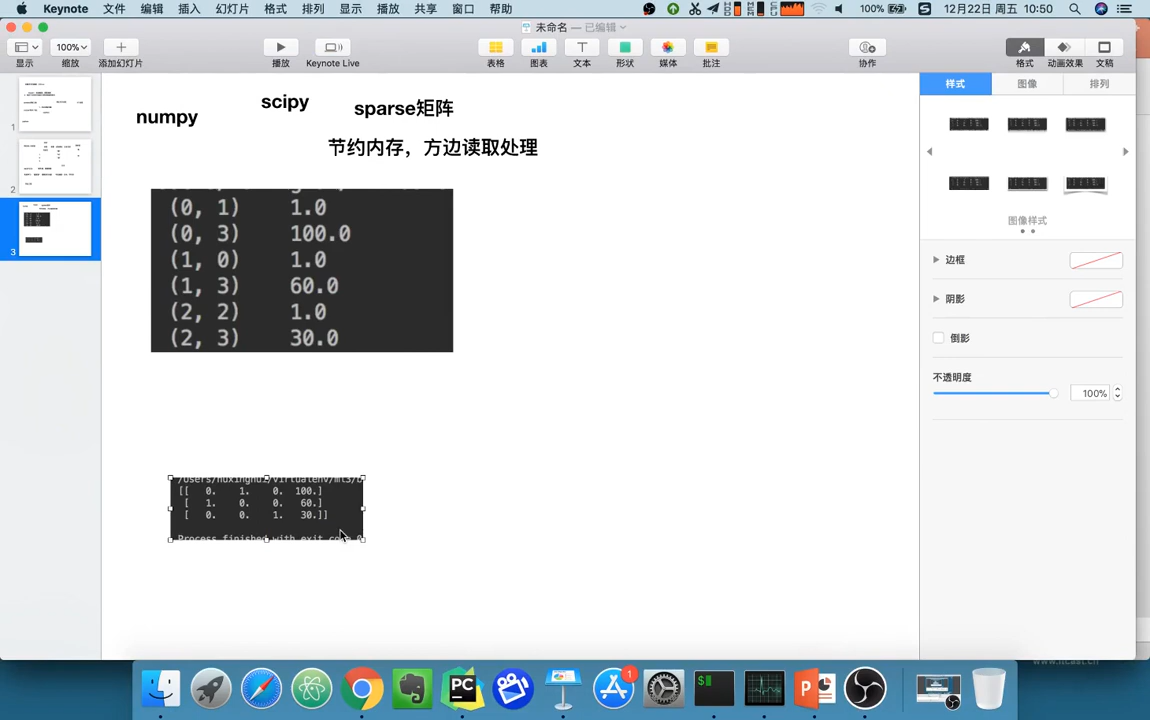 Keynote 文件 编辑 插入 幻灯片 格式 排列 显示 播放 共享 窗口 帮助 100% 12月22日 周五 10:50
未命名 — 已编辑
100%
显示 缩放 添加幻灯片 播放 Keynote Live 表格 图表 文本 形状 媒体 批注 协作 格式 动画效果 文稿
样式 图像 排列
1
2
3
numpy
scipy
sparse矩阵
节约内存，方边读取处理
(0, 1) 1.0
(0, 3) 100.0
(1, 0) 1.0
(1, 3) 60.0
(2, 2) 1.0
(2, 3) 30.0
[[ 0. 1. 0. 100.]
[ 1. 0. 0. 60.]
[ 0. 0. 1. 30.]]
Process finished with exit code 0
图像样式
边框
阴影
倒影
不透明度
100%
PC
1
$
P